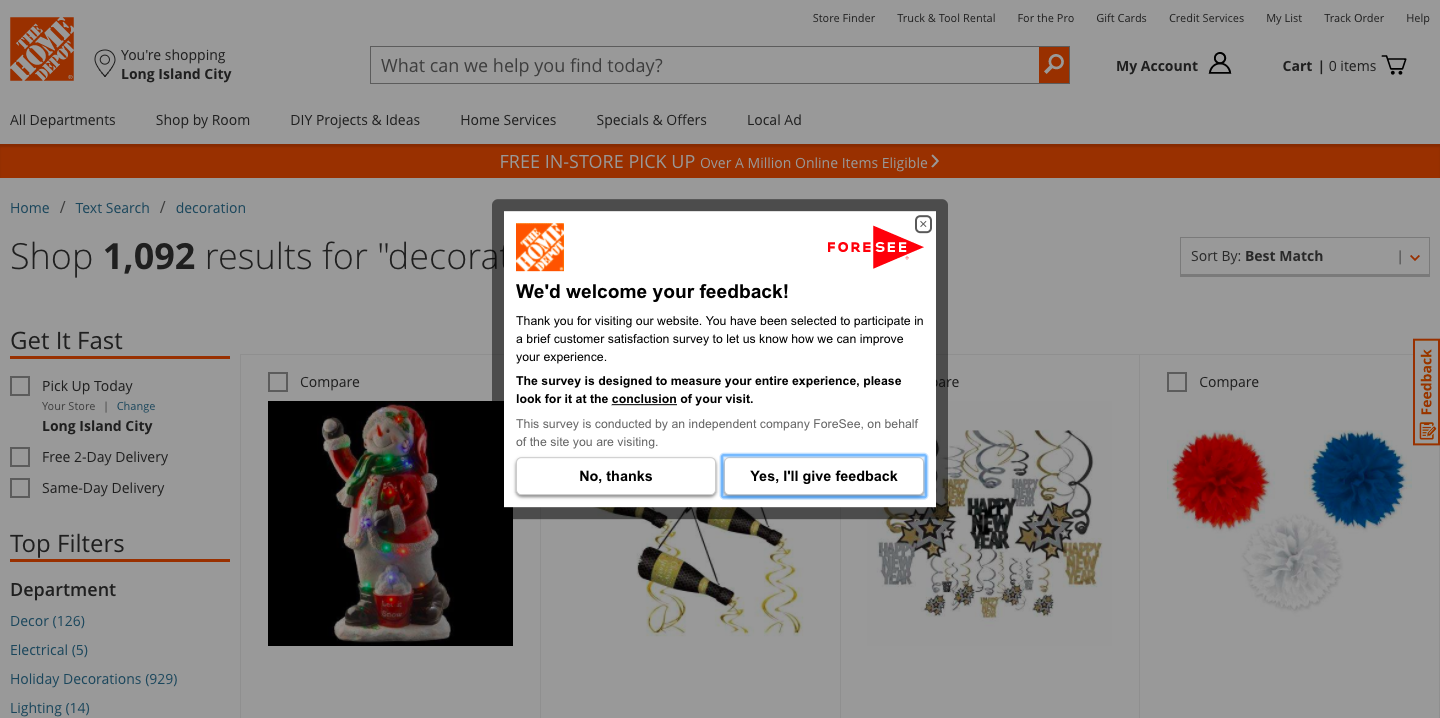 Store Finder Truck & Tool Rental For the Pro Gift Cards Credit Services My List Track Order Help
THE HOME DEPOT
You're shopping
Long Island City
What can we help you find today?
My Account
Cart | 0 items
All Departments Shop by Room DIY Projects & Ideas Home Services Specials & Offers Local Ad
FREE IN-STORE PICK UP Over A Million Online Items Eligible
Home / Text Search / decoration
Shop 1,092 results for "decorat
Sort By: Best Match
THE HOME DEPOT
FORESEE
We'd welcome your feedback!
Thank you for visiting our website. You have been selected to participate in
a brief customer satisfaction survey to let us know how we can improve
your experience.
The survey is designed to measure your entire experience, please
look for it at the conclusion of your visit.
This survey is conducted by an independent company ForeSee, on behalf
of the site you are visiting.
No, thanks
Yes, I'll give feedback
Get It Fast
Pick Up Today
Your Store | Change
Long Island City
Free 2-Day Delivery
Same-Day Delivery
Top Filters
Department
Decor (126)
Electrical (5)
Holiday Decorations (929)
Lighting (14)
Compare
pare
Compare
HAPPY
NEW
YEAR
HAPPY
NEW
YEAR
HAPPY
NEW
YEAR
Feedback